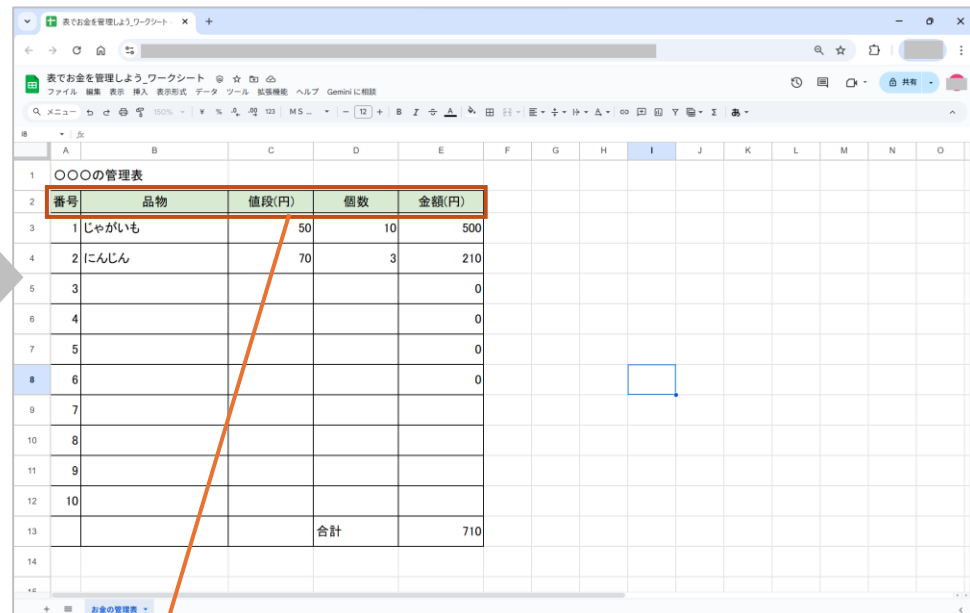 表でお金を管理しよう_ワークシート
表でお金を管理しよう_ワークシート
ファイル 編集 表示 挿入 表示形式 データ ツール 拡張機能 ヘルプ Gemini に相談
共有
メニュー 150% ¥ % .0 .00 123 MS... 12 B I A あ
I8 fx
A B C D E F G H I J K L M N O
1 〇〇〇の管理表
2 番号 品物 値段(円) 個数 金額(円)
3 1 じゃがいも 50 10 500
4 2 にんじん 70 3 210
5 3 0
6 4 0
7 5 0
8 6 0
9 7
10 8
11 9
12 10
13 合計 710
14
お金の管理表